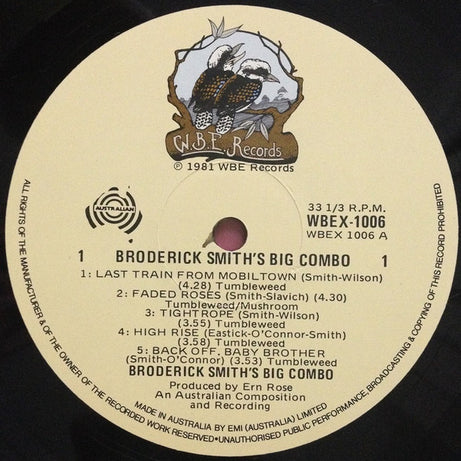 W.B.E. Records
℗ 1981 WBE Records
AUSTRALIAN
33 1/3 R.P.M.
WBEX-1006
WBEX 1006 A
1 BRODERICK SMITH'S BIG COMBO 1
1: LAST TRAIN FROM MOBILTOWN (Smith-Wilson)
(4.28) Tumbleweed
2: FADED ROSES (Smith-Slavich) (4.30)
Tumbleweed/Mushroom
3: TIGHTROPE (Smith-Wilson)
(3.55) Tumbleweed
4: HIGH RISE (Eastick-O'Connor-Smith)
(3.58) Tumbleweed
5: BACK OFF, BABY BROTHER
(Smith-O'Connor) (3.53) Tumbleweed
BRODERICK SMITH'S BIG COMBO
Produced by Ern Rose
An Australian Composition
and Recording
MADE IN AUSTRALIA BY EMI (AUSTRALIA) LIMITED
ALL RIGHTS OF THE MANUFACTURER & OF THE OWNER OF THE RECORDED WORK RESERVED•UNAUTHORISED PUBLIC PERFORMANCE, BROADCASTING & COPYING OF THIS RECORD PROHIBITED